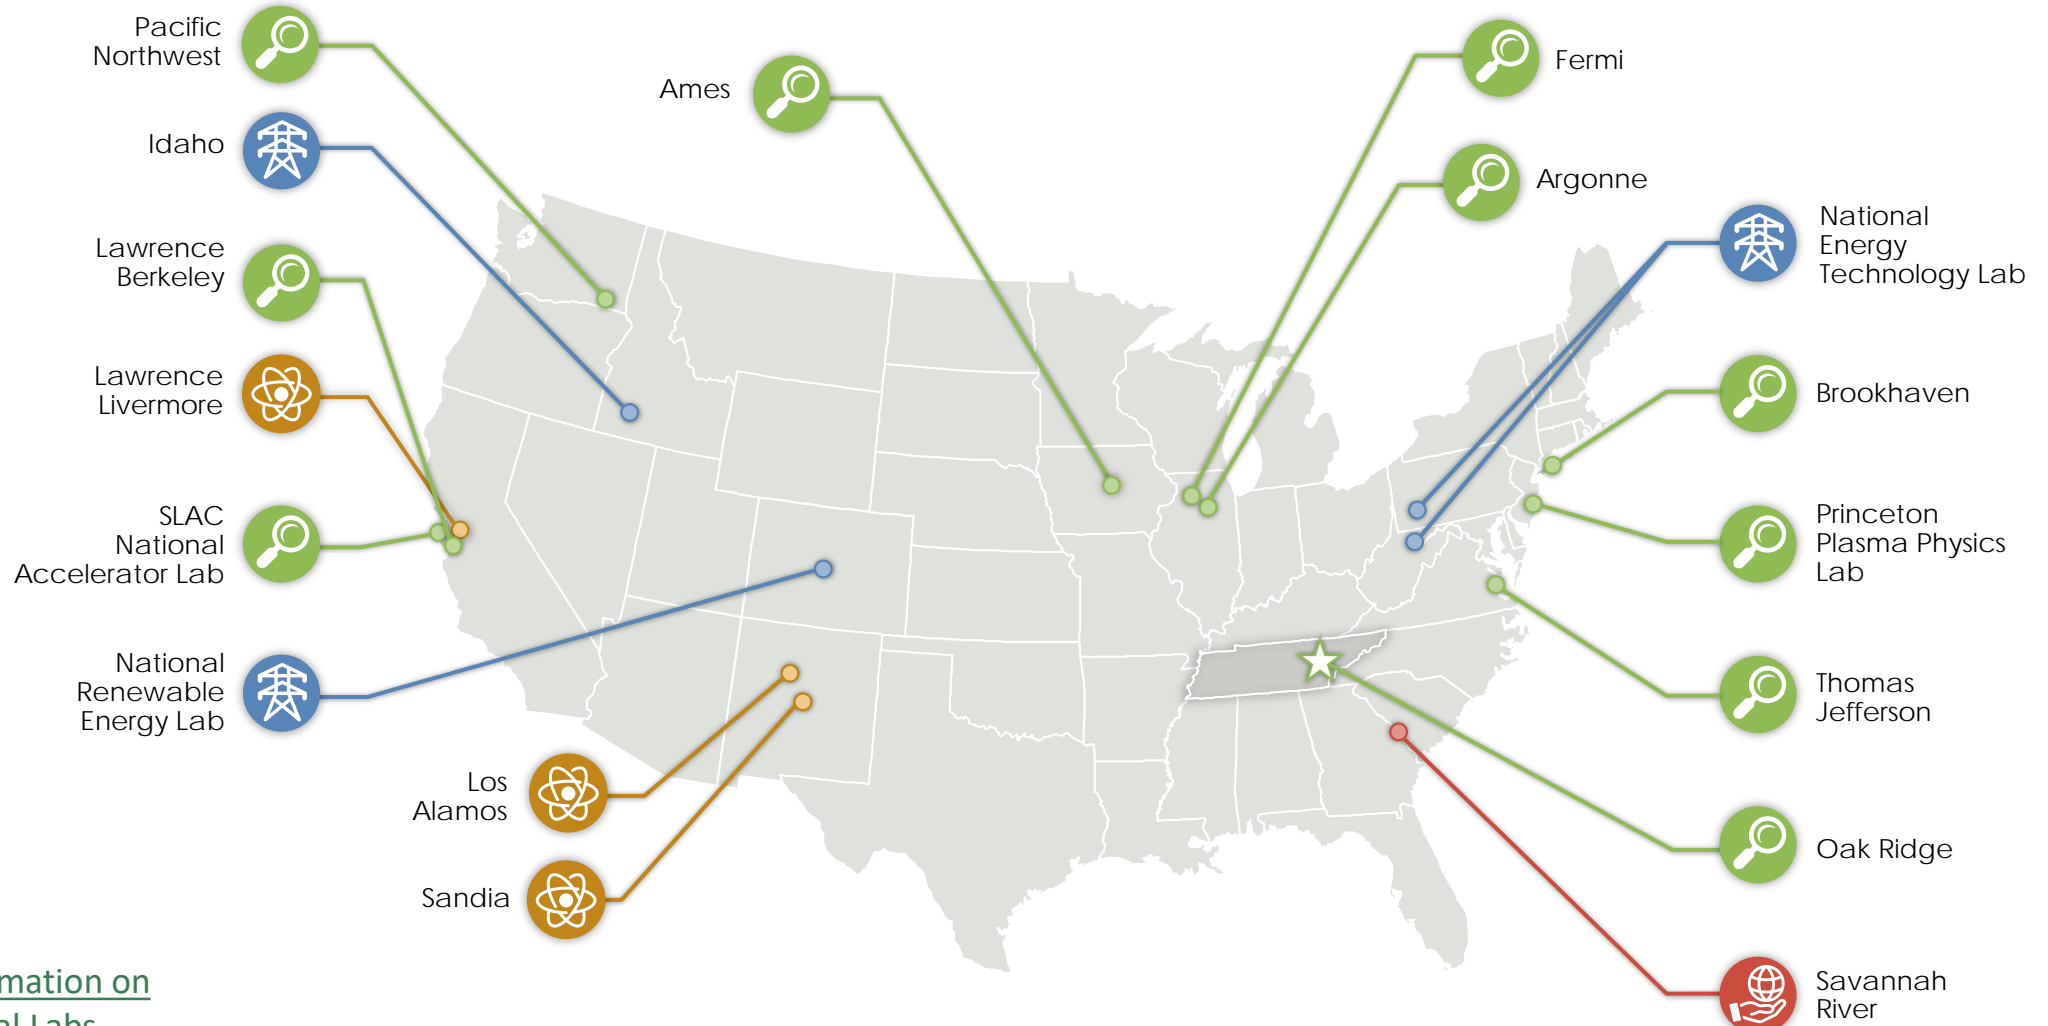 Pacific
Northwest
Idaho
Lawrence
Berkeley
Lawrence
Livermore
SLAC
National
Accelerator Lab
National
Renewable
Energy Lab
Los
Alamos
Sandia
Ames
Fermi
Argonne
National
Energy
Technology Lab
Brookhaven
Princeton
Plasma Physics
Lab
Thomas
Jefferson
Oak Ridge
Savannah
River
on
Labs